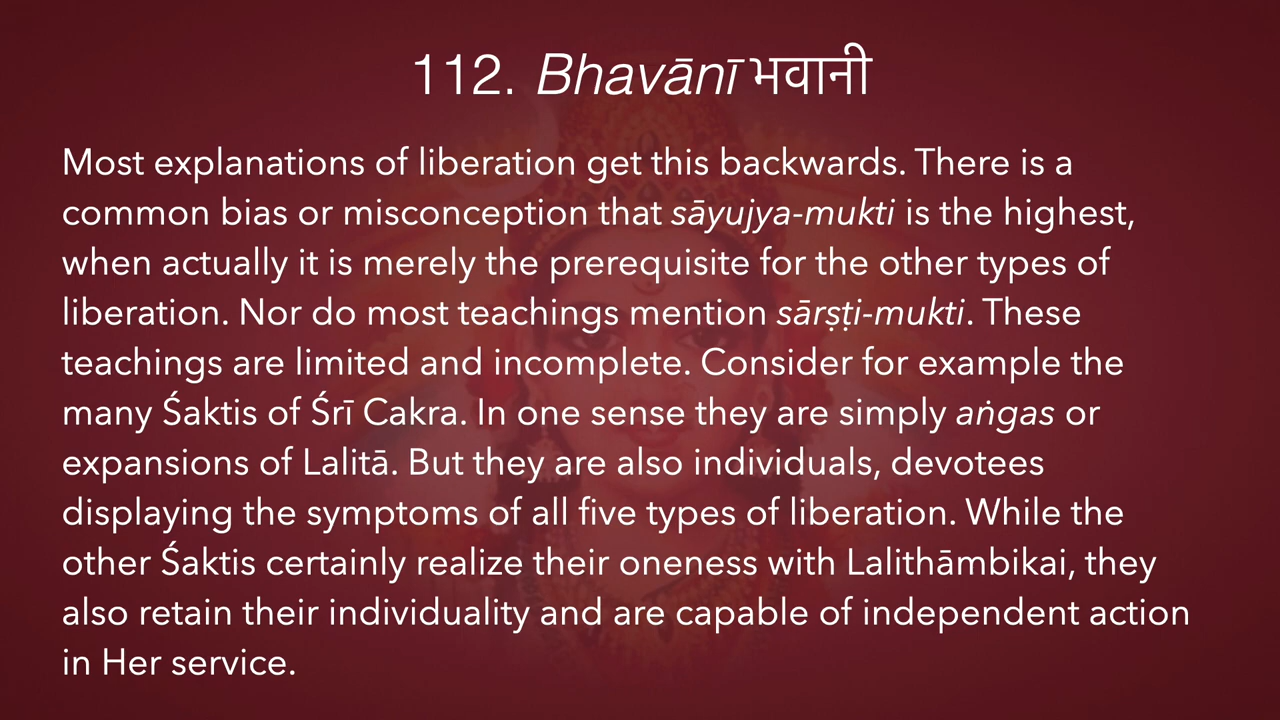 112. Bhavānī भवानी
Most explanations of liberation get this backwards. There is a
common bias or misconception that sāyujya-mukti is the highest,
when actually it is merely the prerequisite for the other types of
liberation. Nor do most teachings mention sārṣṭi-mukti. These
teachings are limited and incomplete. Consider for example the
many Śaktis of Śrī Cakra. In one sense they are simply aṅgas or
expansions of Lalitā. But they are also individuals, devotees
displaying the symptoms of all five types of liberation. While the
other Śaktis certainly realize their oneness with Lalithāmbikai, they
also retain their individuality and are capable of independent action
in Her service.